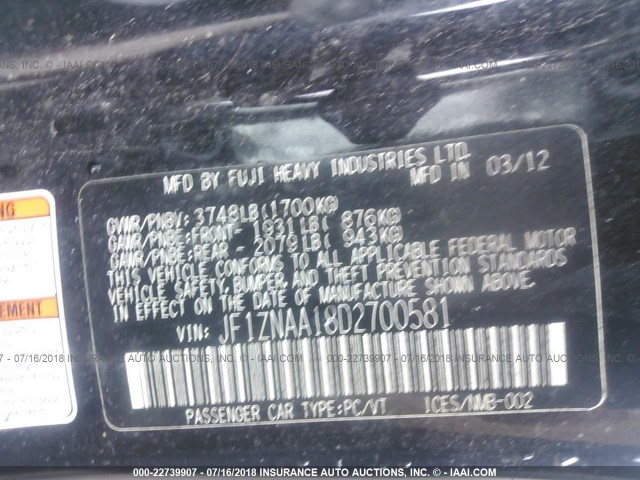 MFD BY FUJI HEAVY INDUSTRIES LTD.
MFD IN 03/12
GVWR/PNBV: 3748LB(1700KG)
GAWR/PNBE:FRONT- 1931LB( 876KG)
GAWR/PNBE:REAR - 2079LB( 943KG)
THIS VEHICLE CONFORMS TO ALL APPLICABLE FEDERAL MOTOR
VEHICLE SAFETY, BUMPER, AND THEFT PREVENTION STANDARDS
IN EFFECT ON THE DATE OF MANUFACTURE SHOWN ABOVE.
VIN: JF1ZNAA18D2700581
PASSENGER CAR TYPE:PC/VT ICES/NMB-002
000-22739907 - 07/16/2018 INSURANCE AUTO AUCTIONS, INC. - © IAAI.COM